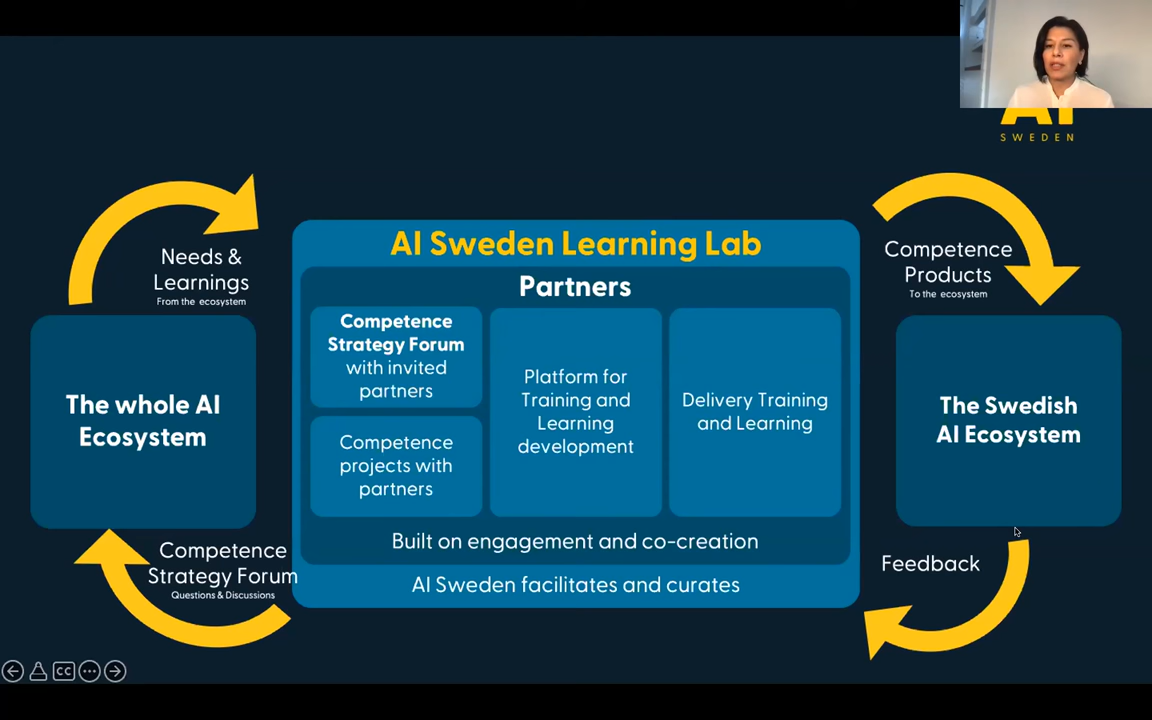 AI
SWEDEN
AI Sweden Learning Lab
Partners
Needs &
Learnings
From the ecosystem
The whole AI
Ecosystem
Competence
Strategy Forum
Questions & Discussions
Competence
Strategy Forum
with invited
partners
Competence
projects with
partners
Platform for
Training and
Learning
development
Delivery Training
and Learning
Built on engagement and co-creation
AI Sweden facilitates and curates
Competence
Products
To the ecosystem
The Swedish
AI Ecosystem
Feedback
CC